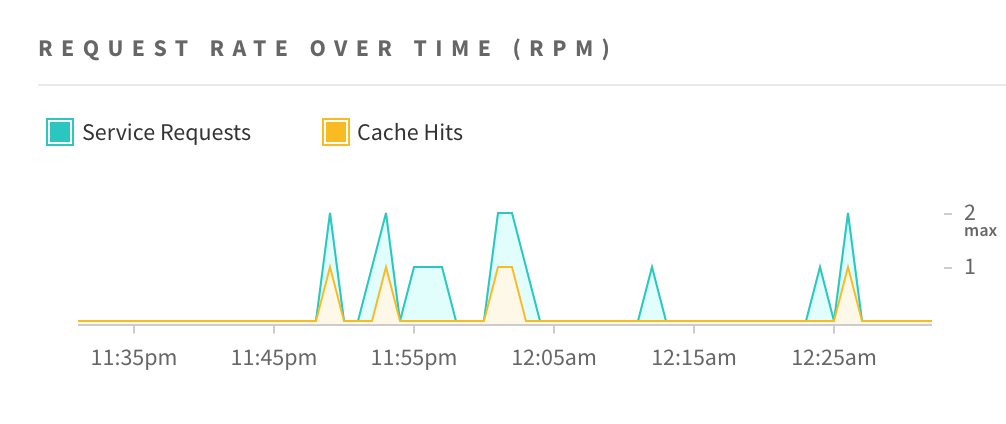 REQUEST RATE OVER TIME (RPM)
Service Requests Cache Hits
2
max
1
11:35pm 11:45pm 11:55pm 12:05am 12:15am 12:25am